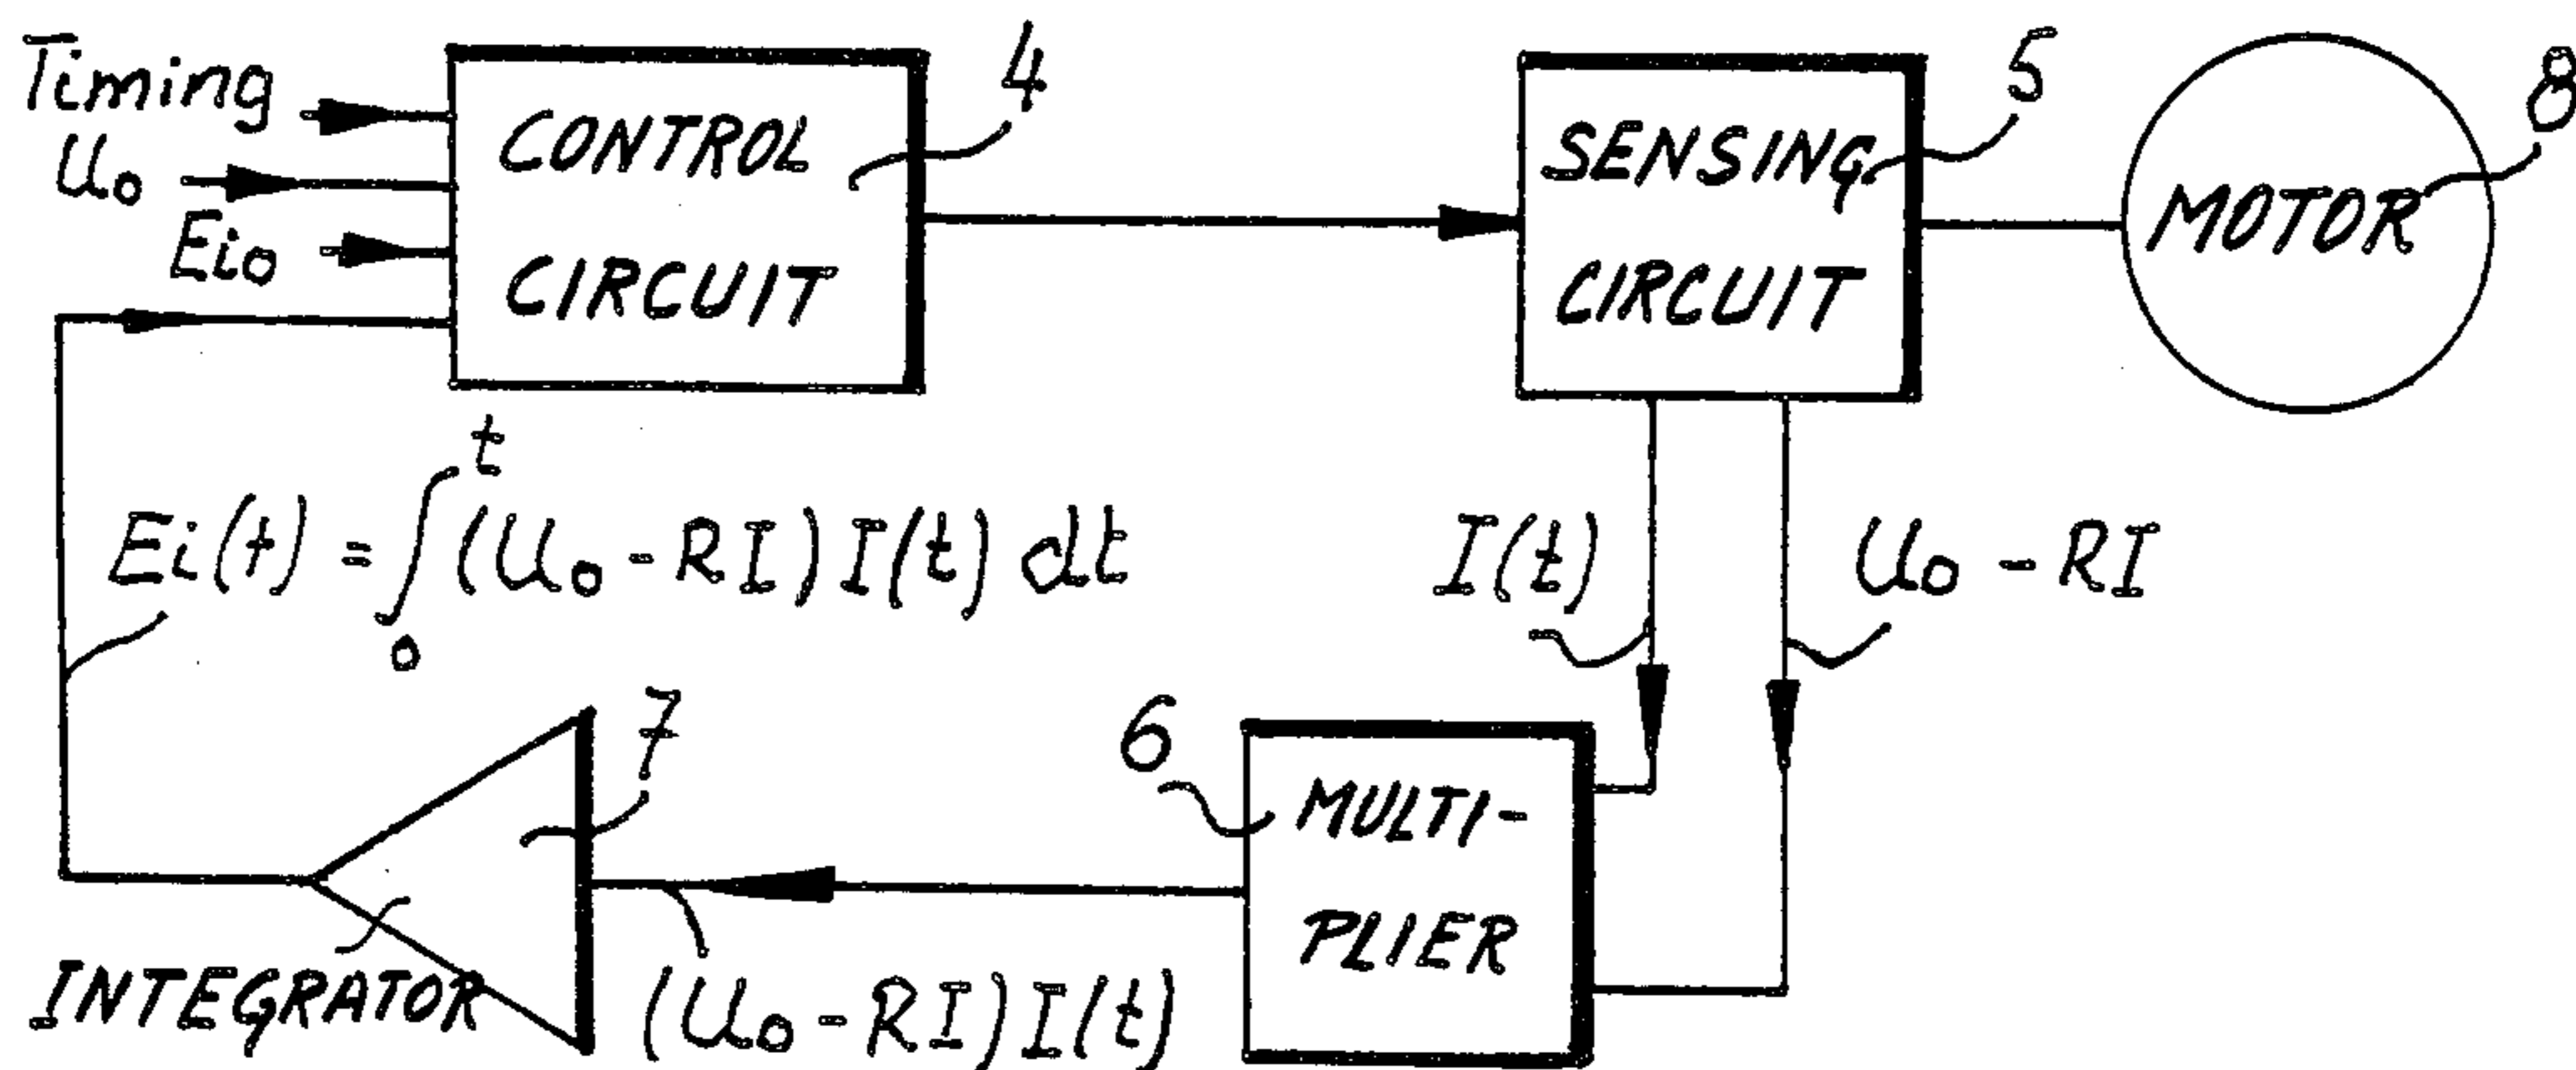 Timing
U₀
Ei₀
CONTROL
CIRCUIT
4
SENSING
CIRCUIT
5
MOTOR
8
Ei(t) = ∫₀ᵗ (U₀ - RI) I(t) dt
I(t)
U₀ - RI
7
INTEGRATOR
(U₀ - RI) I(t)
6
MULTI-
PLIER